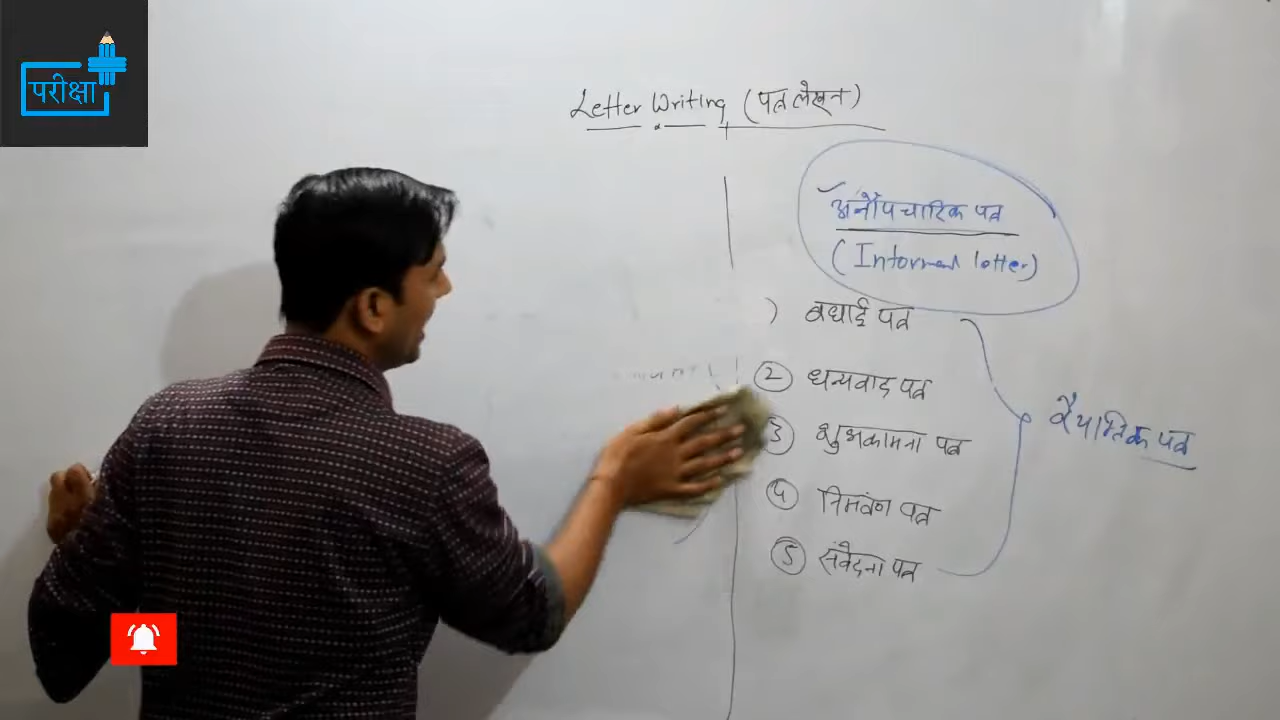 परीक्षा
Letter Writing (पत्र लेखन)
अनौपचारिक पत्र
(Informal letter)
) बधाई पत्र
2 धन्यवाद पत्र
3 शुभकामना पत्र
4 निमंत्रण पत्र
5 संवेदना पत्र
वैयक्तिक पत्र